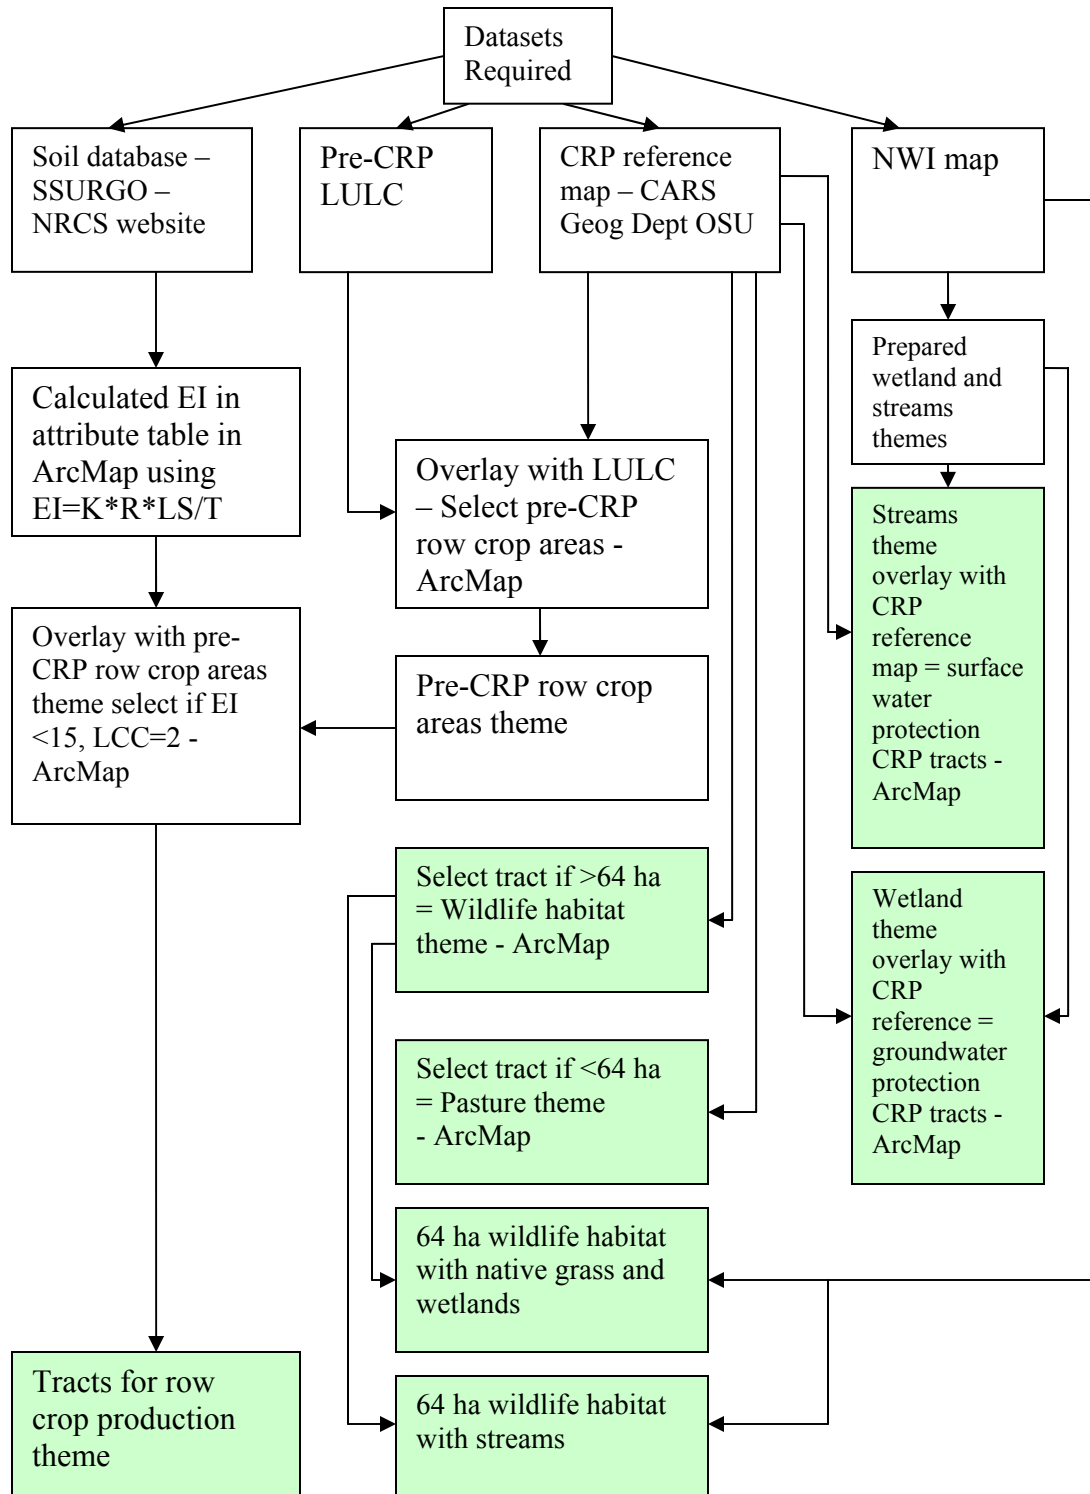 Datasets
Required
Soil database –
SSURGO –
NRCS website
Pre-CRP
LULC
CRP reference
map – CARS
Geog Dept OSU
NWI map
Prepared
wetland and
streams
themes
Calculated EI in
attribute table in
ArcMap using
EI=K*R*LS/T
Overlay with LULC
– Select pre-CRP
row crop areas -
ArcMap
Streams
theme
overlay with
CRP
reference
map = surface
water
protection
CRP tracts -
ArcMap
Overlay with pre-
CRP row crop areas
theme select if EI
<15, LCC=2 -
ArcMap
Pre-CRP row crop
areas theme
Select tract if >64 ha
= Wildlife habitat
theme - ArcMap
Wetland
theme
overlay with
CRP
reference =
groundwater
protection
CRP tracts -
ArcMap
Select tract if <64 ha
= Pasture theme
- ArcMap
64 ha wildlife habitat
with native grass and
wetlands
Tracts for row
crop production
theme
64 ha wildlife habitat
with streams